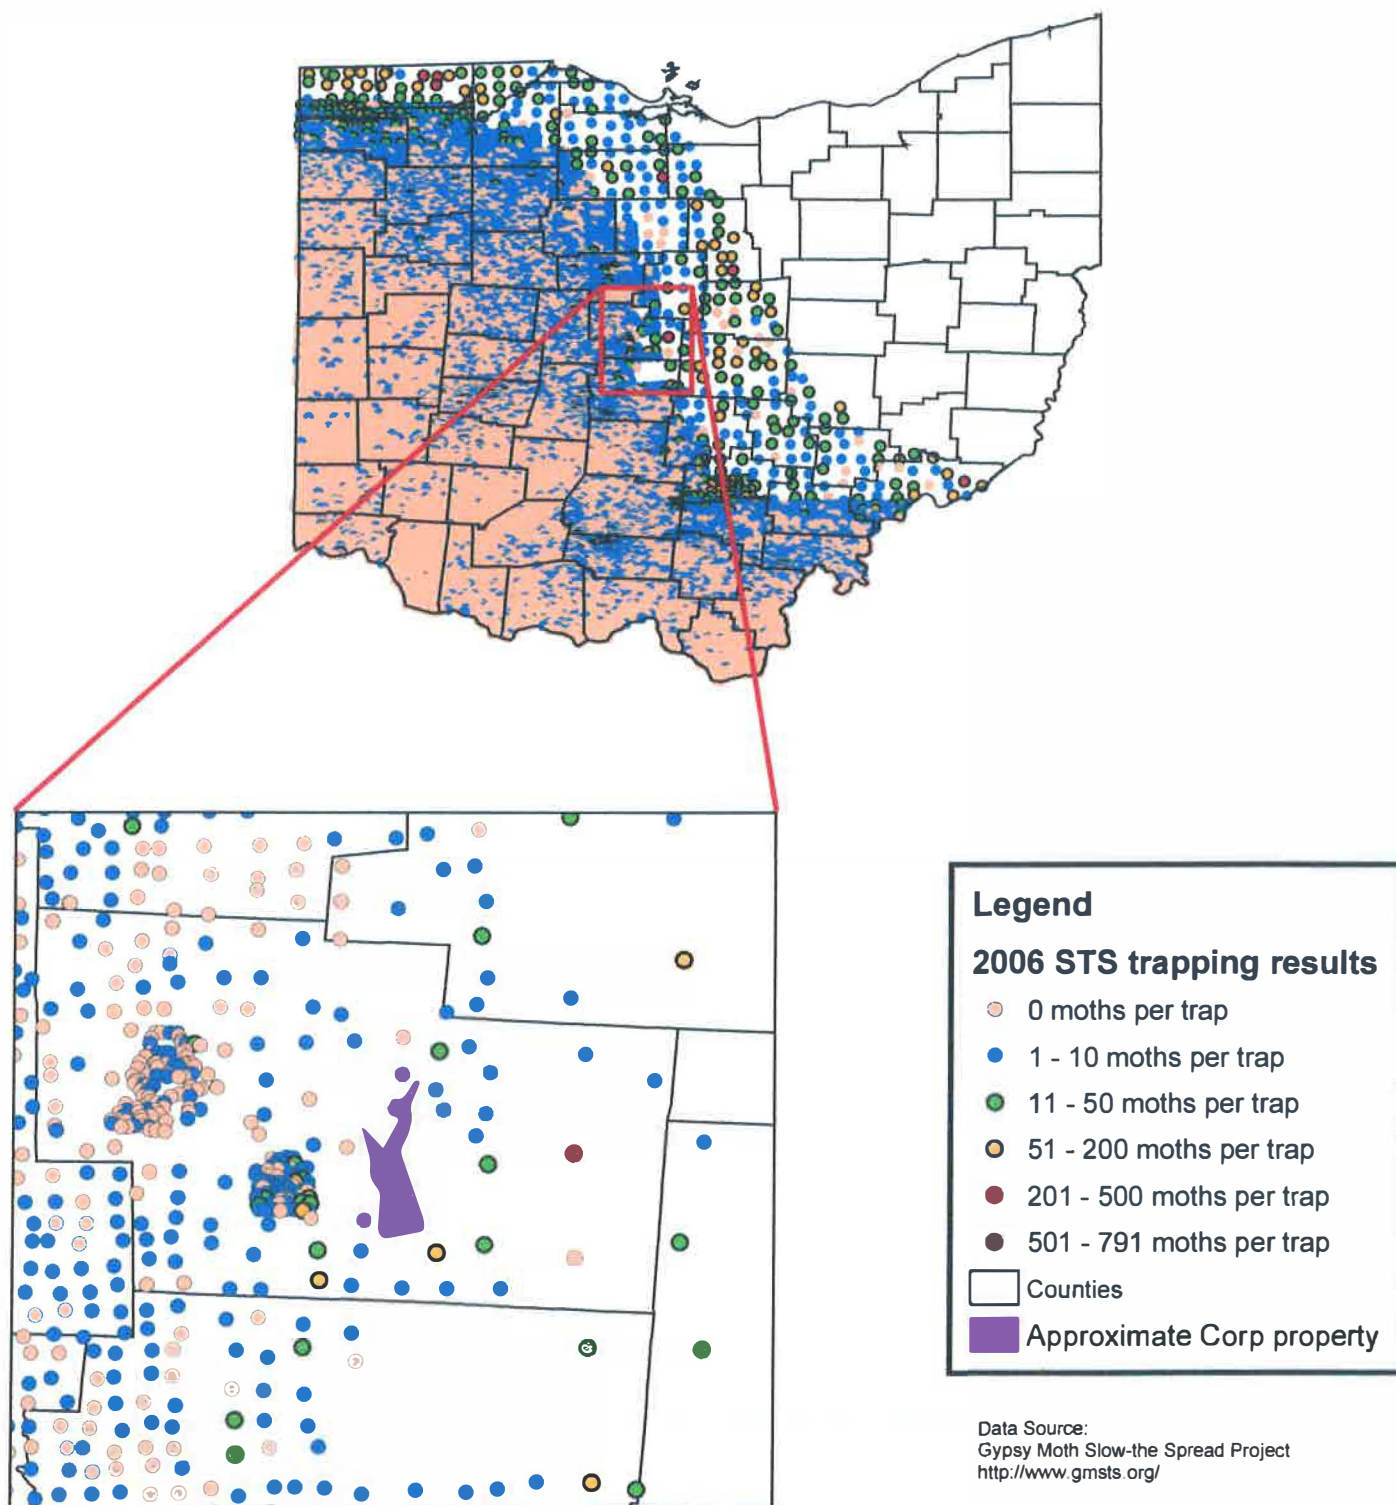 Legend
2006 STS trapping results
0 moths per trap
1 - 10 moths per trap
11 - 50 moths per trap
51 - 200 moths per trap
201 - 500 moths per trap
501 - 791 moths per trap
Counties
Approximate Corp property
Data Source:
Gypsy Moth Slow-the Spread Project
http://www.gmsts.org/